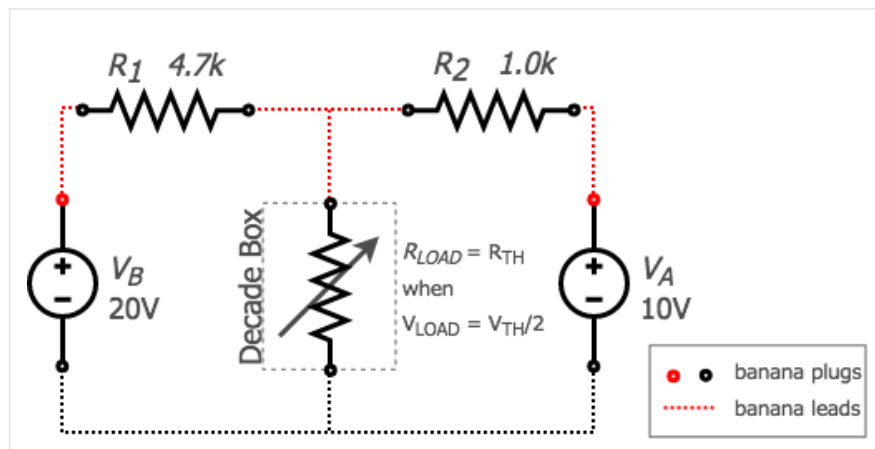 R1 4.7k
R2 1.0k
VB
20V
+
−
Decade Box
RLOAD = RTH
when
VLOAD = VTH/2
+
−
VA
10V
banana plugs
banana leads